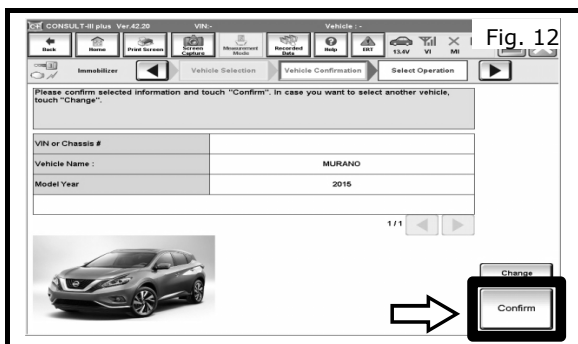 CONSULT-III plus Ver.42.20 VIN:- Vehicle : -
Fig. 12
Back Home Print Screen Screen Capture Measurement Mode Recorded Data Help ERT 13.4V VI MI
Immobilizer Vehicle Selection Vehicle Confirmation Select Operation
Please confirm selected information and touch "Confirm". In case you want to select another vehicle,
touch "Change".
VIN or Chassis #
Vehicle Name : MURANO
Model Year 2015
1/1
Change
Confirm